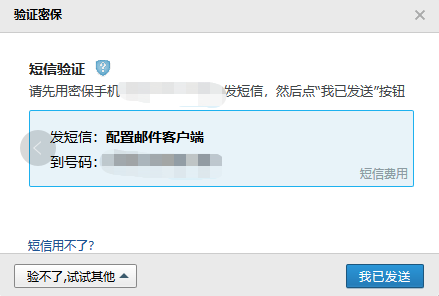 验证密保
短信验证
请先用密保手机 发短信，然后点“我已发送”按钮
发短信：配置邮件客户端
到号码：
短信费用
短信用不了?
验不了,试试其他
我已发送